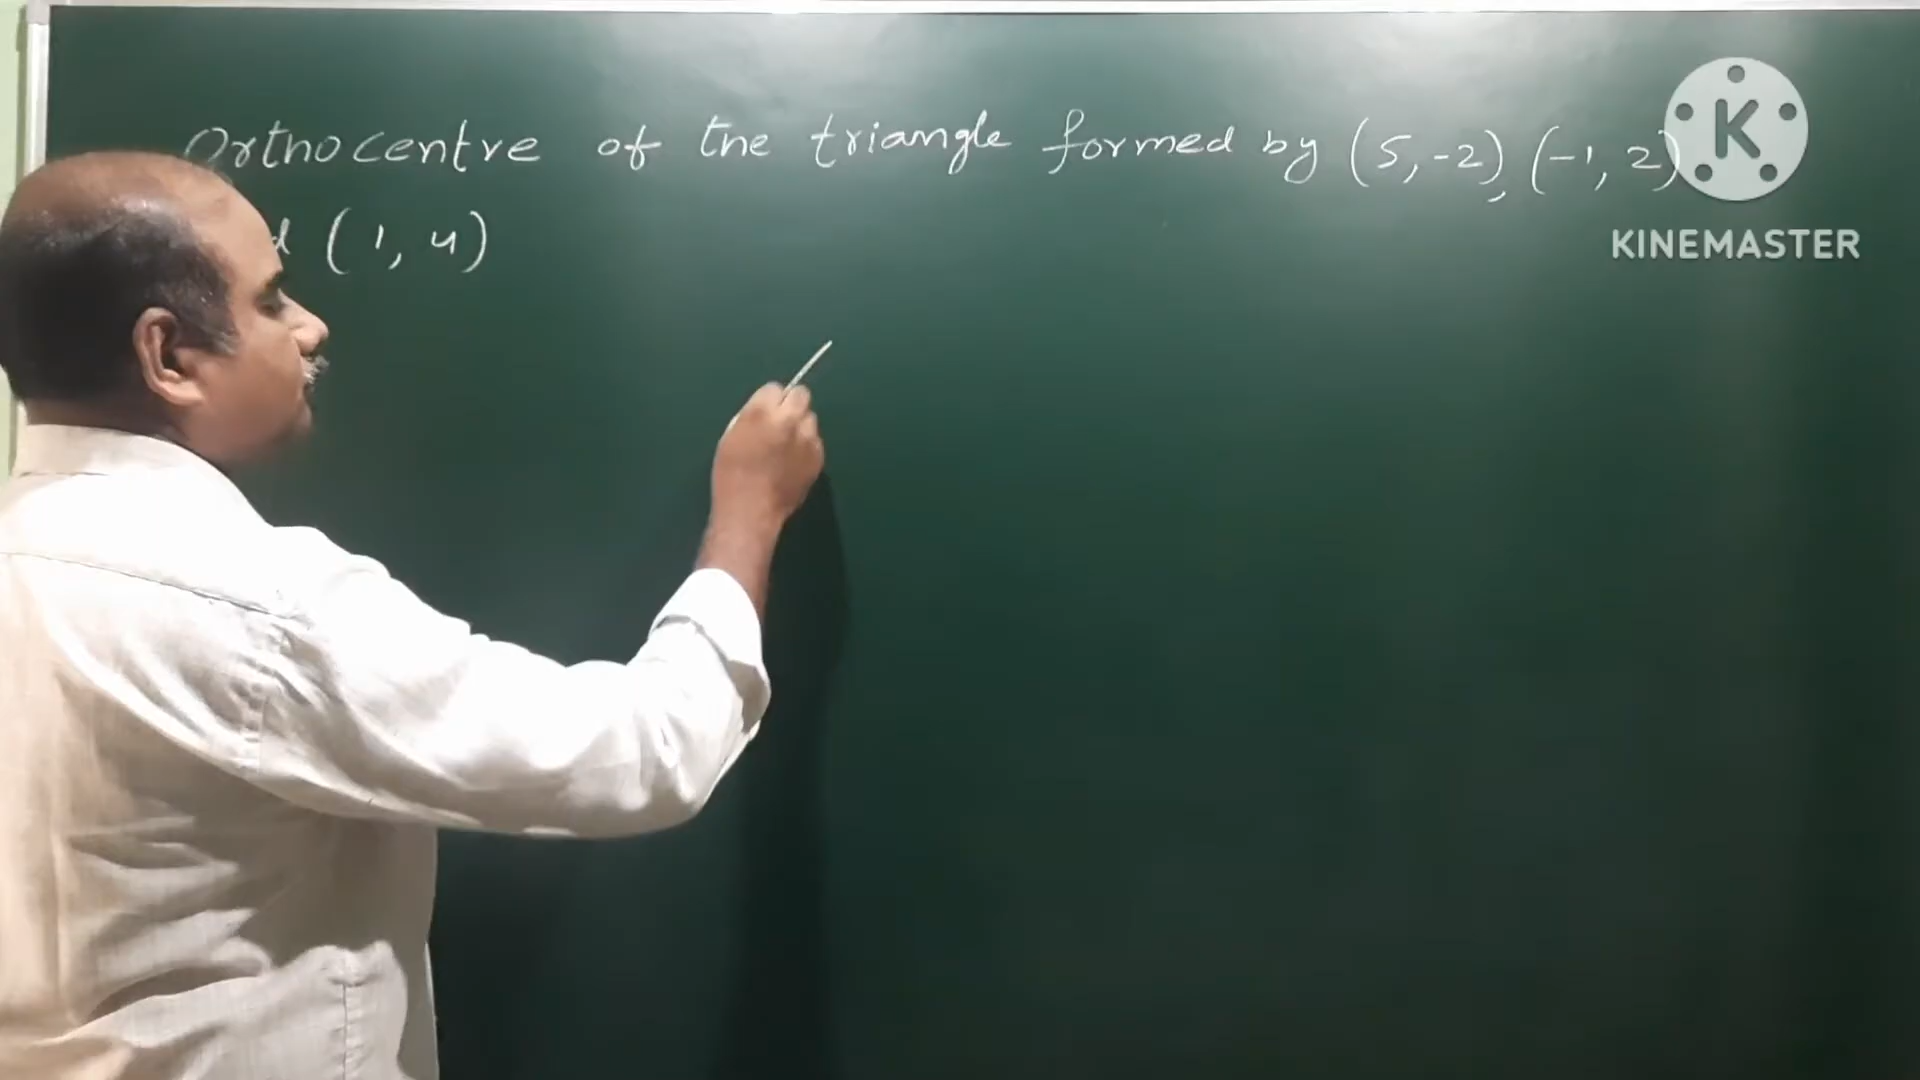 Orthocentre of the triangle formed by (5, -2), (-1, 2)
(1, 4)
K
KINEMASTER